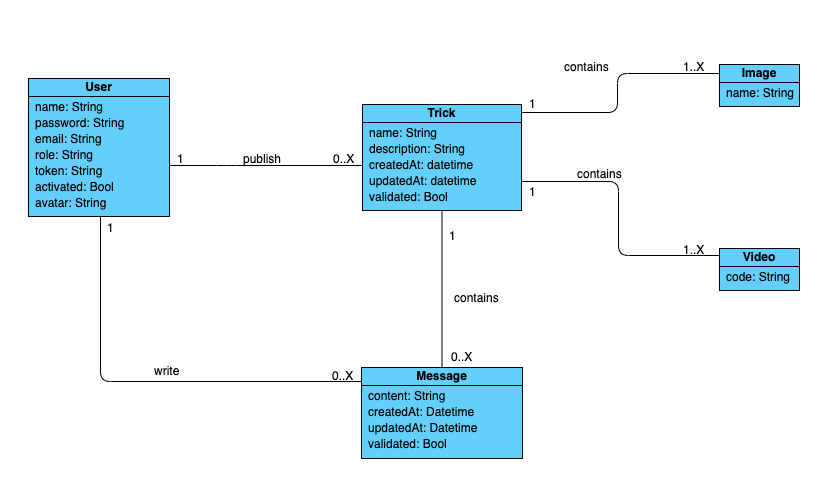 User
name: String
password: String
email: String
role: String
token: String
activated: Bool
avatar: String
1
publish
0..X
Trick
name: String
description: String
createdAt: datetime
updatedAt: datetime
validated: Bool
1
contains
1..X
Image
name: String
1
contains
1..X
Video
code: String
1
contains
0..X
1
write
0..X
Message
content: String
createdAt: Datetime
updatedAt: Datetime
validated: Bool